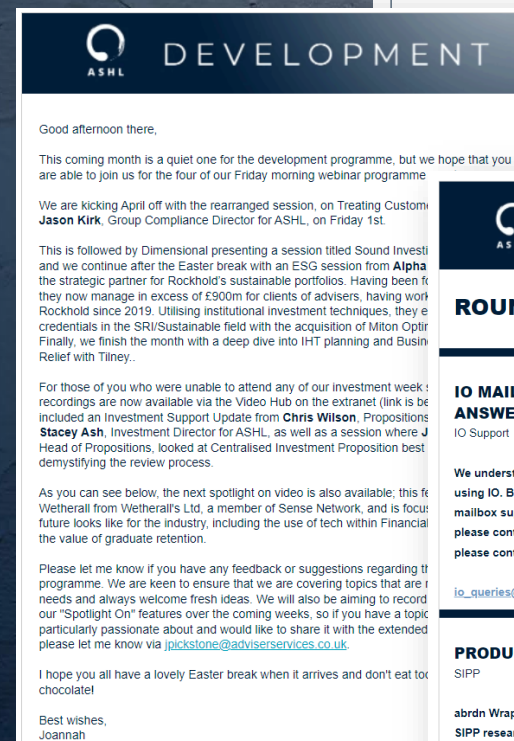 ASHL
DEVELOPMENT
Good afternoon there,
This coming month is a quiet one for the development programme, but we hope that you
are able to join us for the four of our Friday morning webinar programme
We are kicking April off with the rearranged session, on Treating Custome
Jason Kirk, Group Compliance Director for ASHL, on Friday 1st.
This is followed by Dimensional presenting a session titled Sound Investi
and we continue after the Easter break with an ESG session from Alpha
the strategic partner for Rockhold's sustainable portfolios. Having been fo
they now manage in excess of £900m for clients of advisers, having work
Rockhold since 2019. Utilising institutional investment techniques, they e
credentials in the SRI/Sustainable field with the acquisition of Miton Optir
Finally, we finish the month with a deep dive into IHT planning and Busin
Relief with Tilney..
For those of you who were unable to attend any of our investment week s
recordings are now available via the Video Hub on the extranet (link is be
included an Investment Support Update from Chris Wilson, Propositions
Stacey Ash, Investment Director for ASHL, as well as a session where J
Head of Propositions, looked at Centralised Investment Proposition best
demystifying the review process.
As you can see below, the next spotlight on video is also available; this fe
Wetherall from Wetherall's Ltd, a member of Sense Network, and is focus
future looks like for the industry, including the use of tech within Financial
the value of graduate retention.
Please let me know if you have any feedback or suggestions regarding th
programme. We are keen to ensure that we are covering topics that are r
needs and always welcome fresh ideas. We will also be aiming to record
our "Spotlight On" features over the coming weeks, so if you have a topic
particularly passionate about and would like to share it with the extended
please let me know via jpickstone@adviserservices.co.uk.
I hope you all have a lovely Easter break when it arrives and don't eat too
chocolate!
Best wishes,
Joannah
AS
ROU
IO MAI
ANSWE
IO Support
We underst
using IO. B
mailbox su
please cont
please cont
io_queries@
PRODU
SIPP
abrdn Wrap
SIPP resear